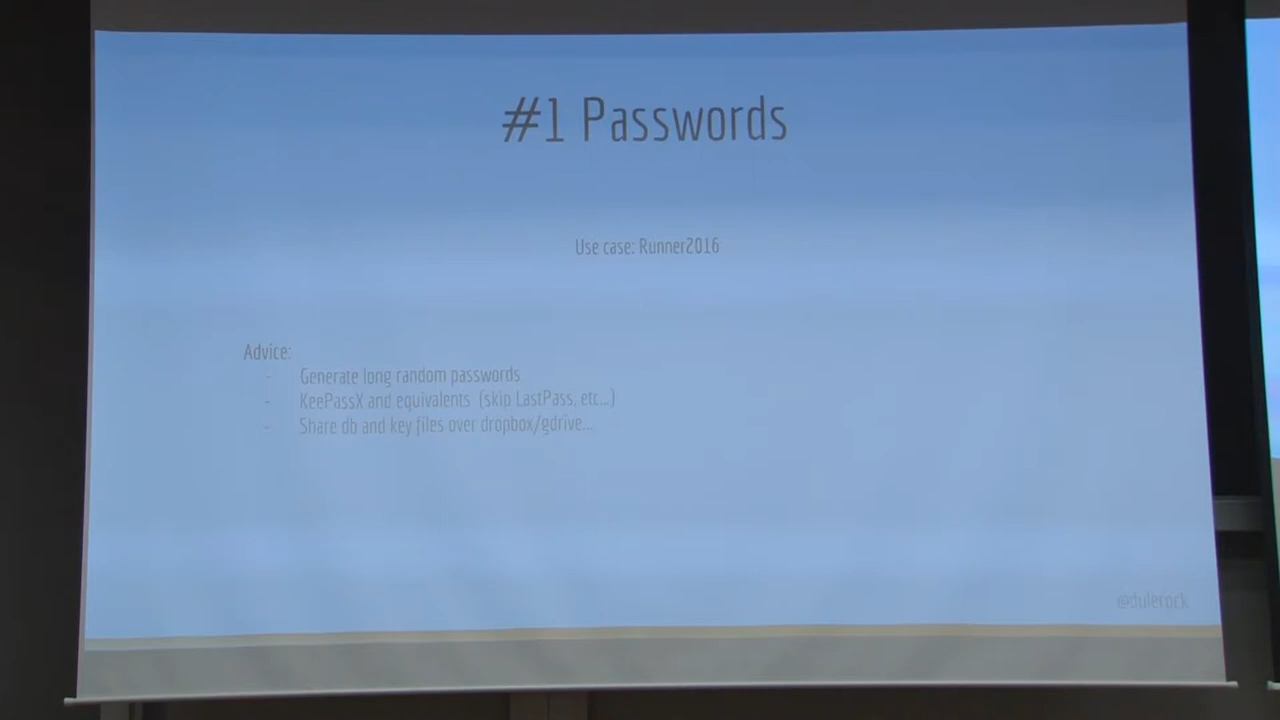 #1 Passwords
Use case: Runner2016
Advice:
- Generate long random passwords
- KeePassX and equivalents (skip LastPass, etc...)
- Share db and key files over dropbox/gdrive...
@dulerock